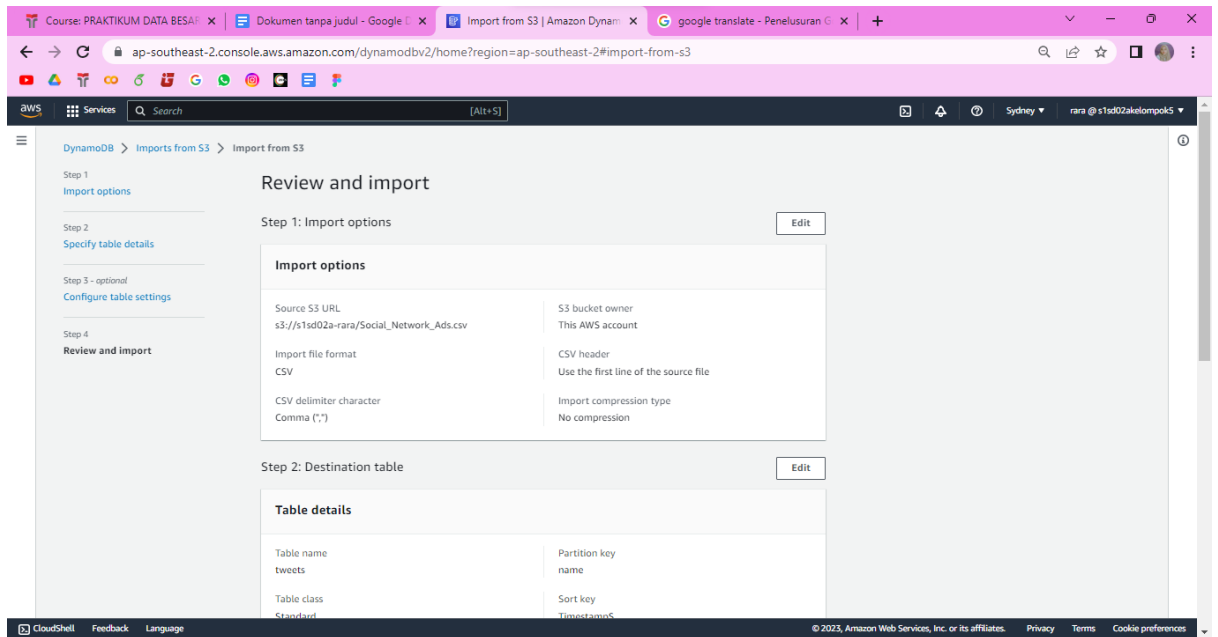 Course: PRAKTIKUM DATA BESAR
Dokumen tanpa judul - Google D
Import from S3 | Amazon Dynam
google translate - Penelusuran G
ap-southeast-2.console.aws.amazon.com/dynamodbv2/home?region=ap-southeast-2#import-from-s3
aws
Services
Search
[Alt+S]
Sydney
rara @ s1sd02akelompok5
DynamoDB
Imports from S3
Import from S3
Step 1
Import options
Step 2
Specify table details
Step 3 - optional
Configure table settings
Step 4
Review and import
Review and import
Step 1: Import options
Edit
Import options
Source S3 URL
s3://s1sd02a-rara/Social_Network_Ads.csv
S3 bucket owner
This AWS account
Import file format
CSV
CSV header
Use the first line of the source file
CSV delimiter character
Comma (",")
Import compression type
No compression
Step 2: Destination table
Edit
Table details
Table name
tweets
Partition key
name
Table class
Standard
Sort key
TimestampS
CloudShell
Feedback
Language
© 2023, Amazon Web Services, Inc. or its affiliates.
Privacy
Terms
Cookie preferences